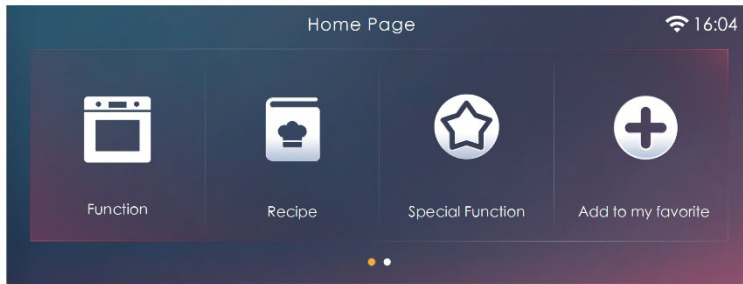 Home Page
16:04
Function
Recipe
Special Function
Add to my favorite